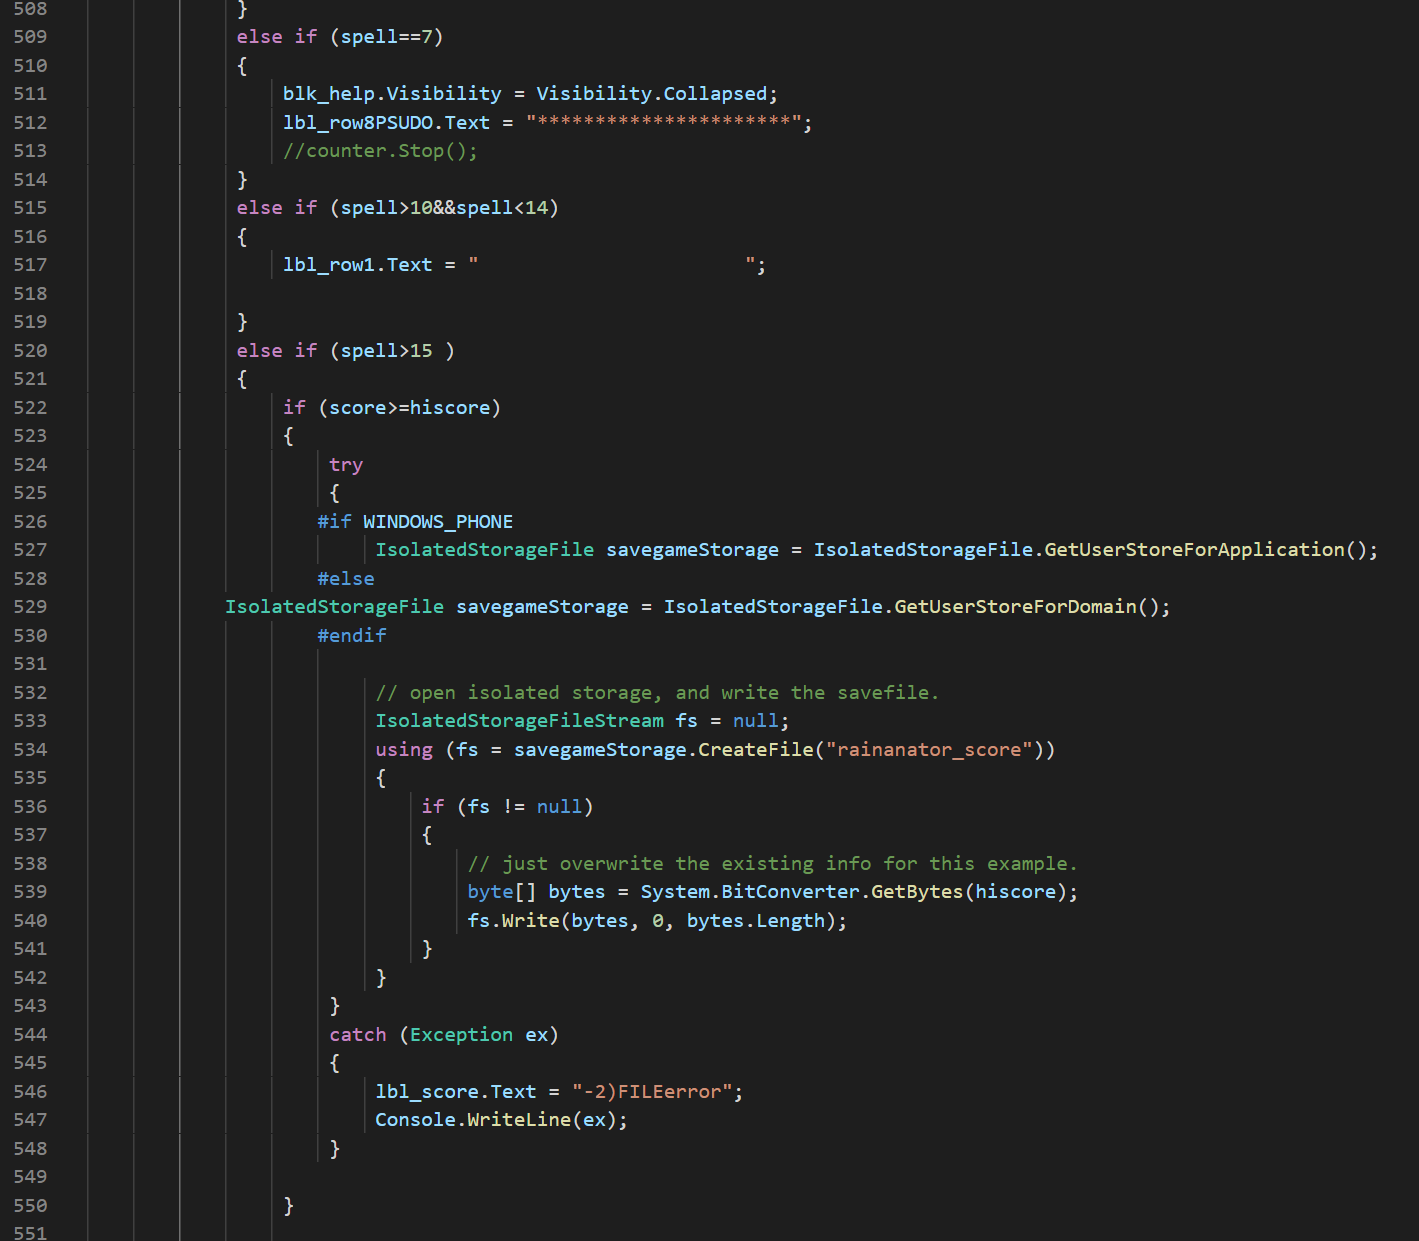 508 }
509 else if (spell==7)
510 {
511 blk_help.Visibility = Visibility.Collapsed;
512 lbl_row8PSUDO.Text = "**********************";
513 //counter.Stop();
514 }
515 else if (spell>10&&spell<14)
516 {
517 lbl_row1.Text = "                       ";
518
519 }
520 else if (spell>15 )
521 {
522 if (score>=hiscore)
523 {
524 try
525 {
526 #if WINDOWS_PHONE
527 IsolatedStorageFile savegameStorage = IsolatedStorageFile.GetUserStoreForApplication();
528 #else
529 IsolatedStorageFile savegameStorage = IsolatedStorageFile.GetUserStoreForDomain();
530 #endif
531
532 // open isolated storage, and write the savefile.
533 IsolatedStorageFileStream fs = null;
534 using (fs = savegameStorage.CreateFile("rainanator_score"))
535 {
536 if (fs != null)
537 {
538 // just overwrite the existing info for this example.
539 byte[] bytes = System.BitConverter.GetBytes(hiscore);
540 fs.Write(bytes, 0, bytes.Length);
541 }
542 }
543 }
544 catch (Exception ex)
545 {
546 lbl_score.Text = "-2)FILEerror";
547 Console.WriteLine(ex);
548 }
549
550 }
551